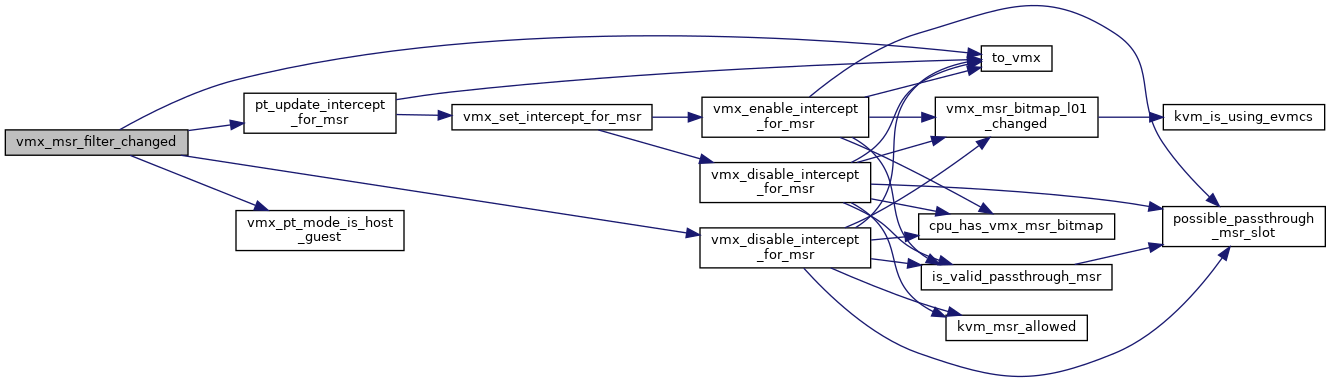 vmx_msr_filter_changed
pt_update_intercept
_for_msr
vmx_pt_mode_is_host
_guest
vmx_set_intercept_for_msr
vmx_enable_intercept
_for_msr
vmx_disable_intercept
_for_msr
vmx_disable_intercept
_for_msr
to_vmx
vmx_msr_bitmap_l01
_changed
cpu_has_vmx_msr_bitmap
is_valid_passthrough_msr
kvm_msr_allowed
kvm_is_using_evmcs
possible_passthrough
_msr_slot